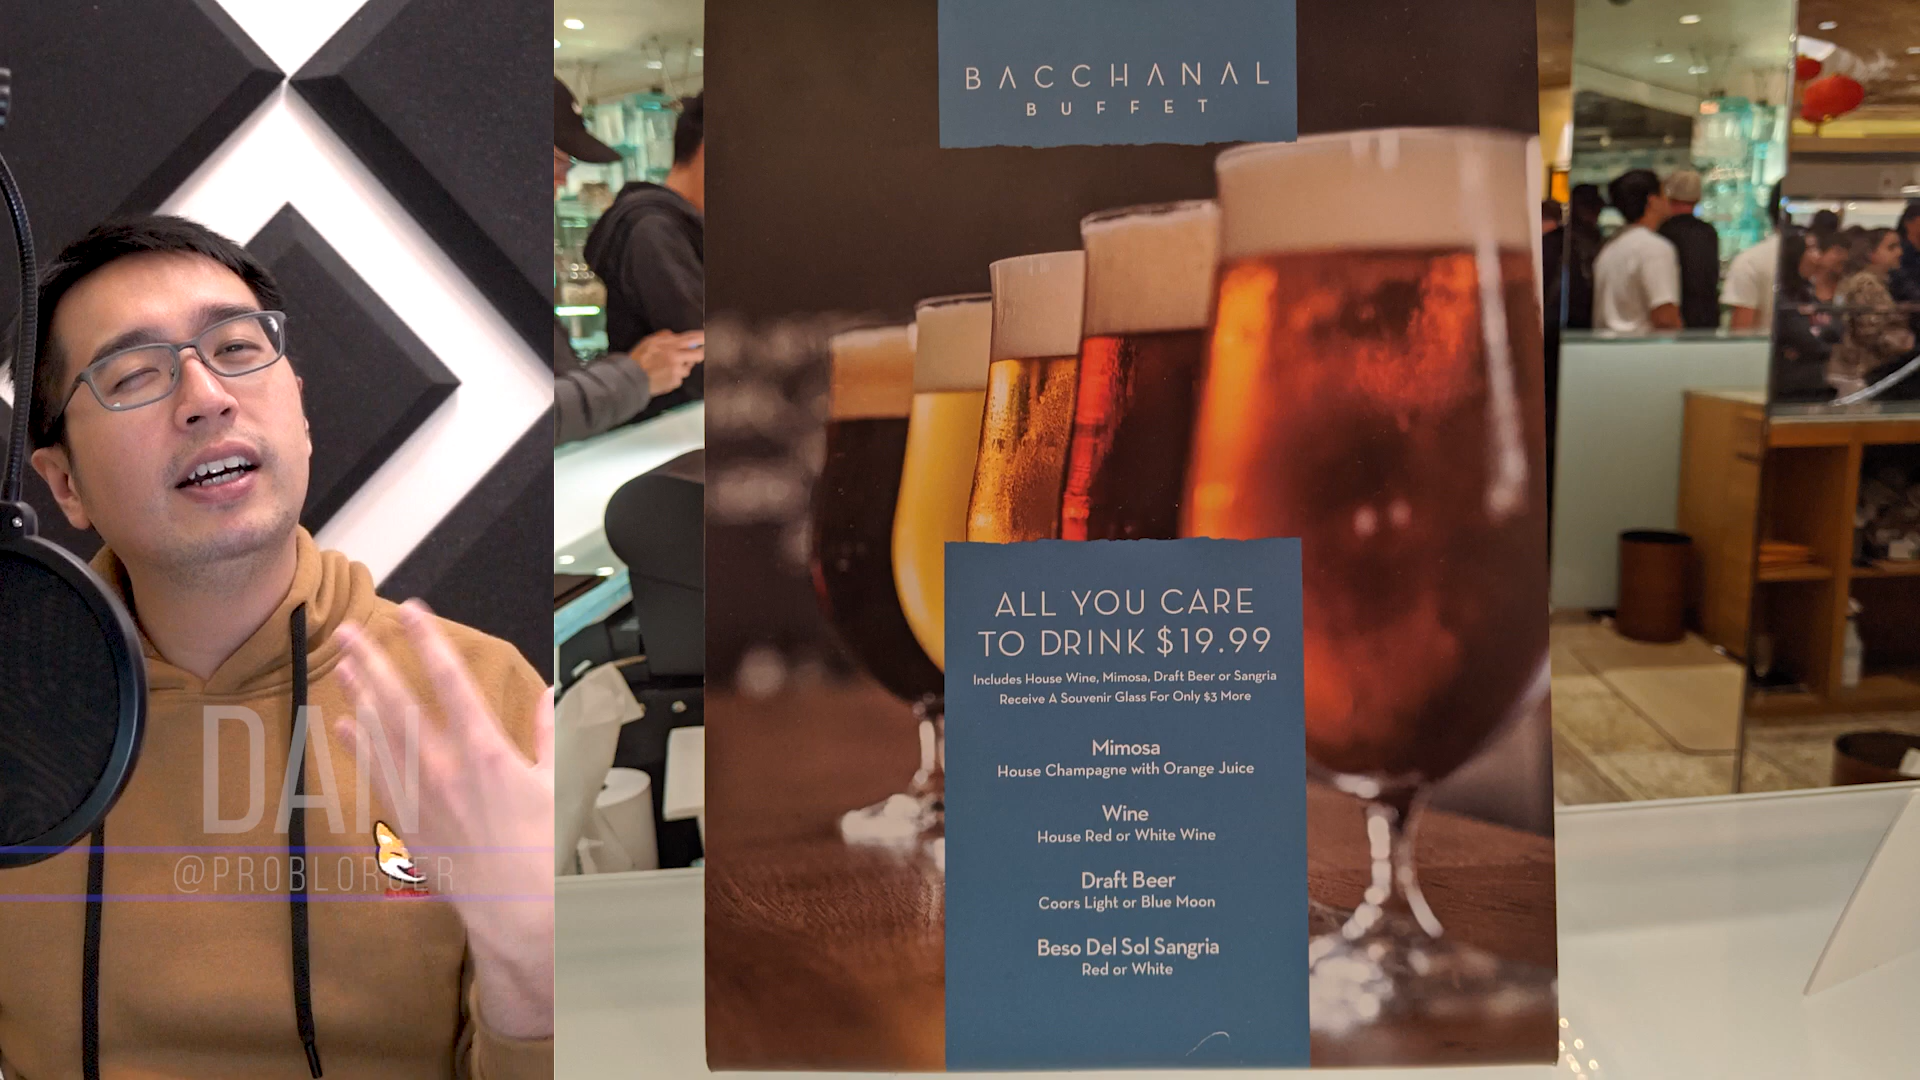 DAN
@PROBLORDER
BACCHANAL
BUFFET
ALL YOU CARE
TO DRINK $19.99
Includes House Wine, Mimosa, Draft Beer or Sangria
Receive A Souvenir Glass For Only $3 More
Mimosa
House Champagne with Orange Juice
Wine
House Red or White Wine
Draft Beer
Coors Light or Blue Moon
Beso Del Sol Sangria
Red or White